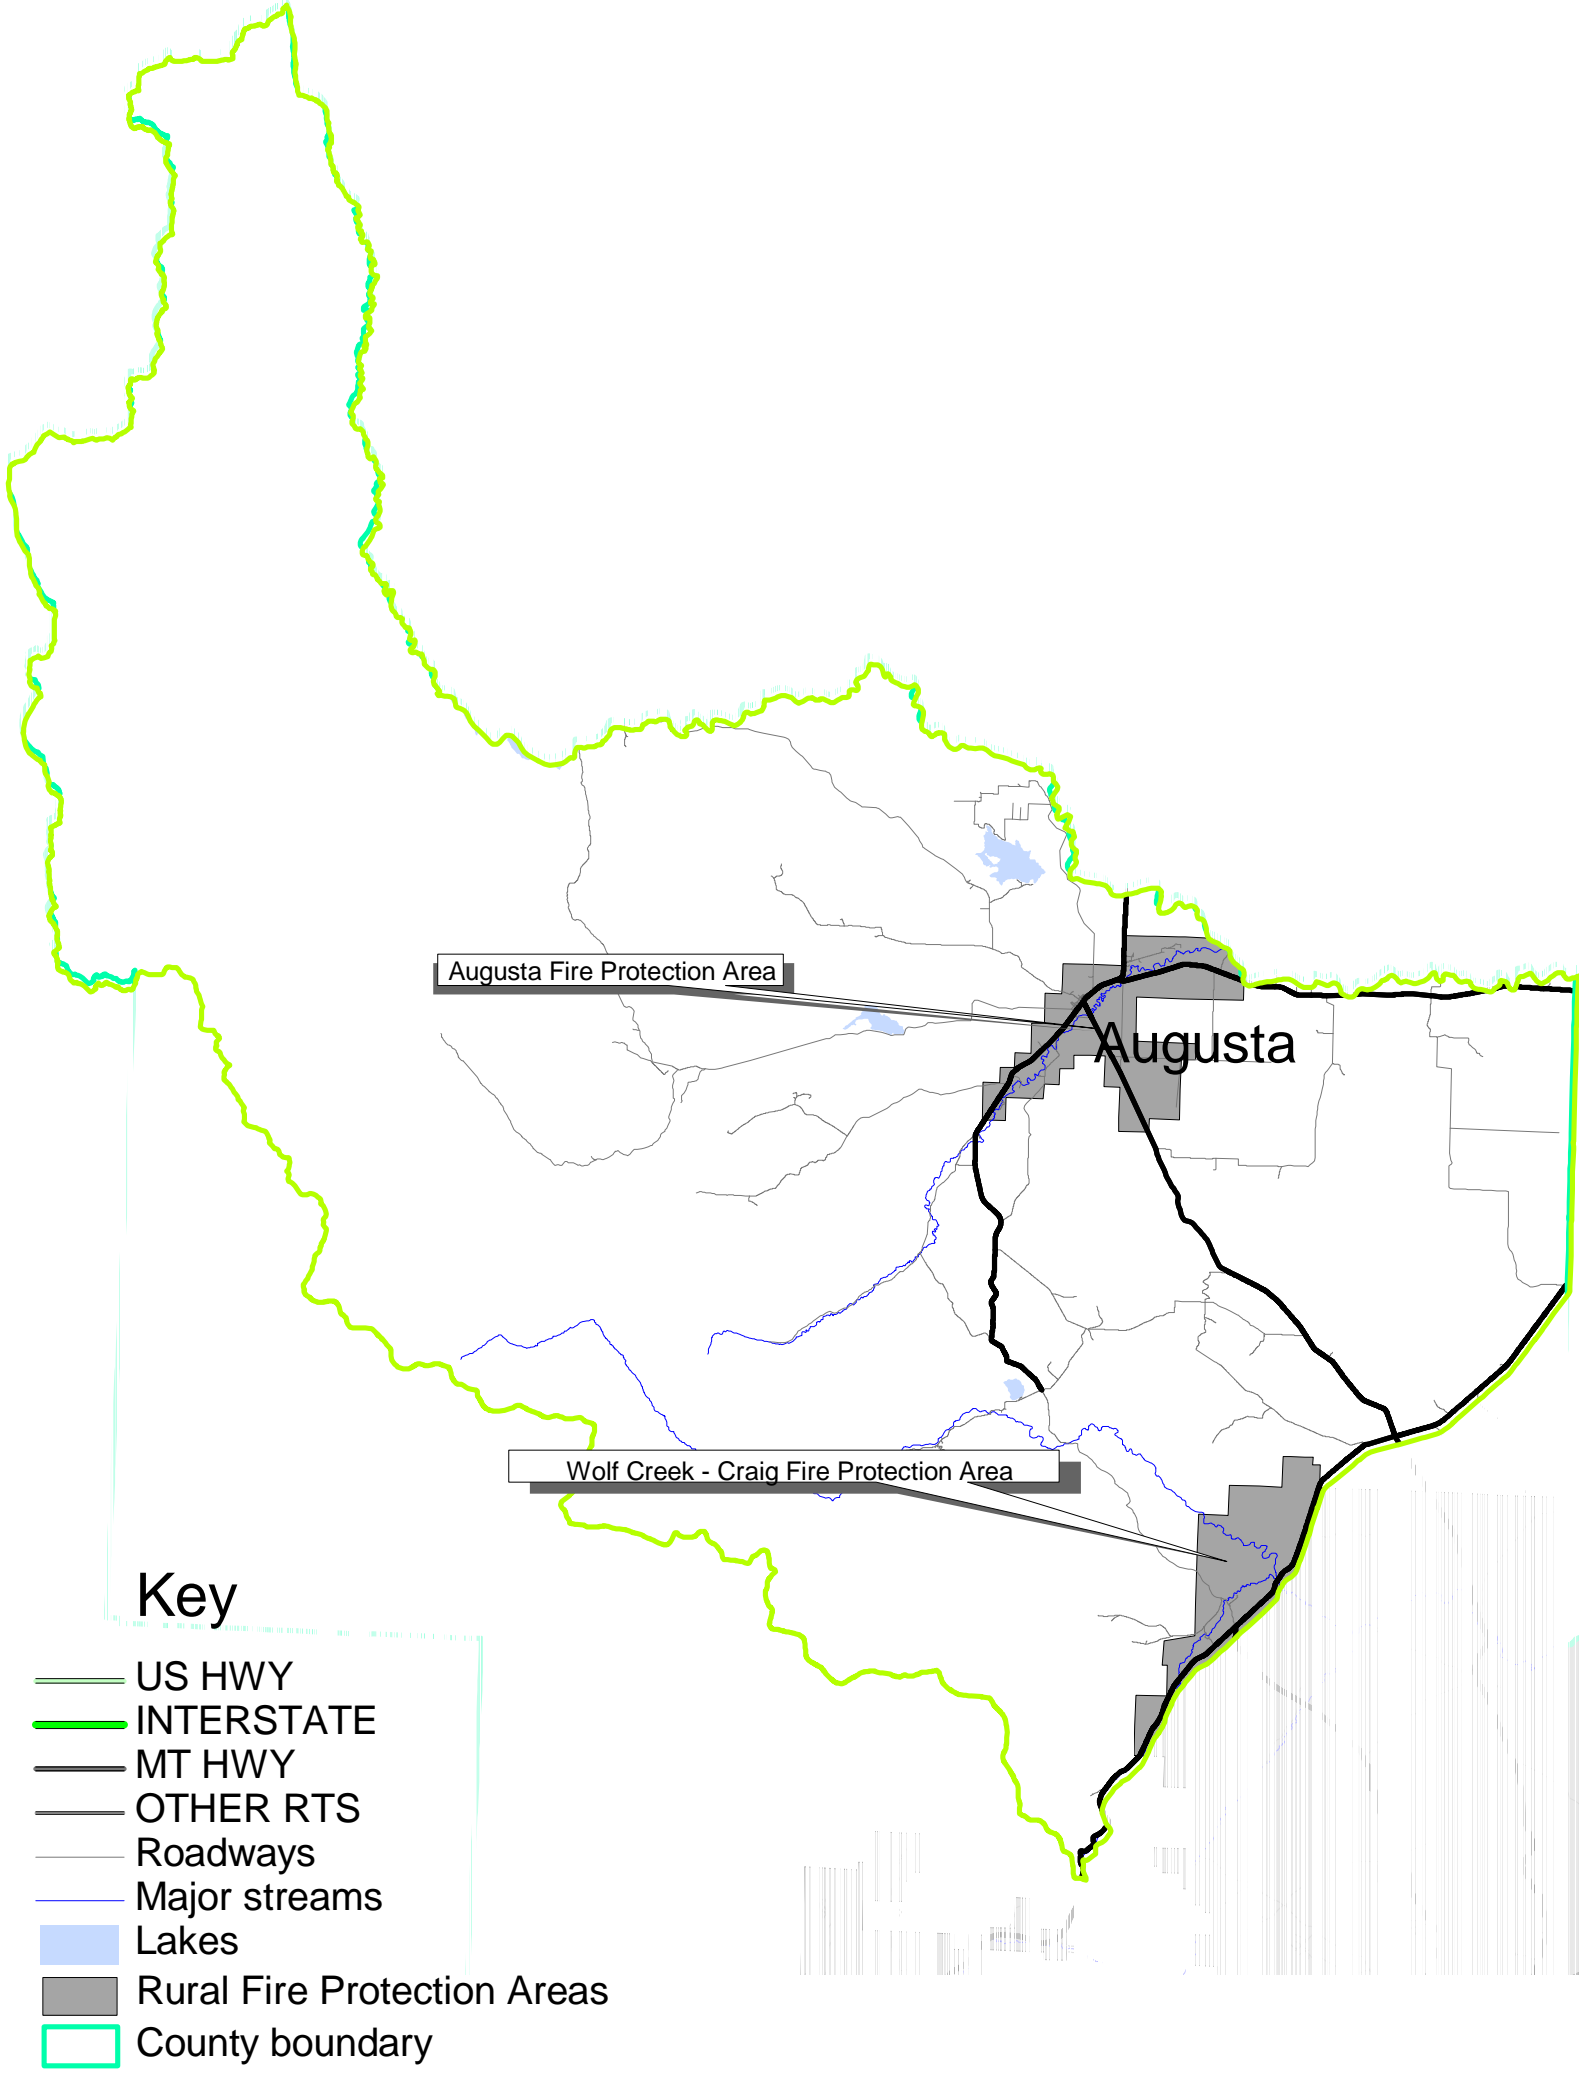 Augusta Fire Protection Area
Augusta
Wolf Creek - Craig Fire Protection Area
Key
US HWY
INTERSTATE
MT HWY
OTHER RTS
Roadways
Major streams
Lakes
Rural Fire Protection Areas
County boundary